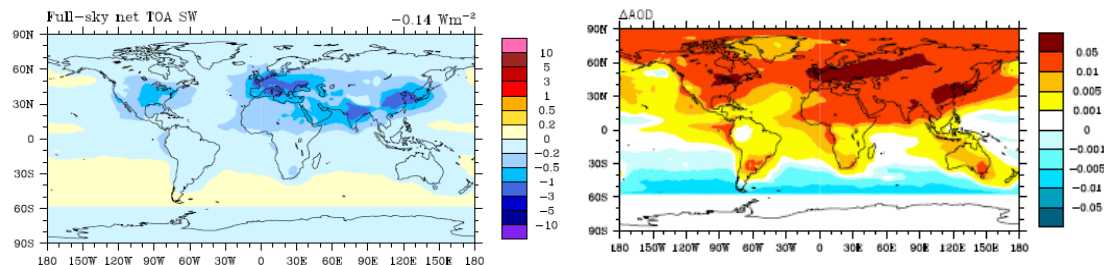 Full-sky net TOA SW −0.14 Wm⁻²
90N
60N
30N
0
30S
60S
90S
180 150W 120W 90W 60W 30W 0 30E 60E 90E 120E 150E 180
10
5
3
1
0.5
0.2
0
−0.2
−0.5
−1
−3
−5
−10
ΔAOD
90N
60N
30N
0
30S
60S
90S
180 150W 120W 90W 60W 30W 0 30E 60E 90E 120E 150E 180
0.05
0.01
0.005
0.001
0
−0.001
−0.005
−0.01
−0.05